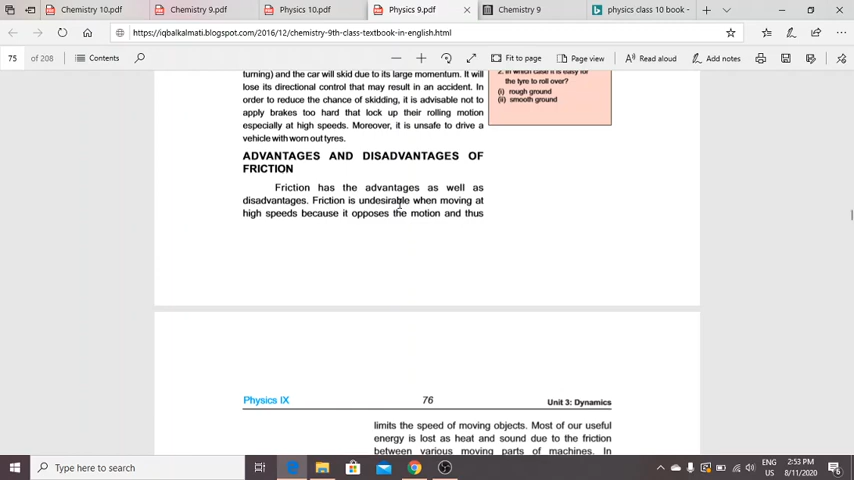 Chemistry 10.pdf
Chemistry 9.pdf
Physics 10.pdf
Physics 9.pdf
Chemistry 9
physics class 10 book -
https://iqbalkalmati.blogspot.com/2016/12/chemistry-9th-class-textbook-in-english.html
75 of 208
Contents
Fit to page
Page view
Read aloud
Add notes
turning) and the car will skid due to its large momentum. It will
lose its directional control that may result in an accident. In
order to reduce the chance of skidding, it is advisable not to
apply brakes too hard that lock up their rolling motion
especially at high speeds. Moreover, it is unsafe to drive a
vehicle with worn out tyres.
2. In which case it is easy for
the tyre to roll over?
(i) rough ground
(ii) smooth ground
ADVANTAGES AND DISADVANTAGES OF
FRICTION
Friction has the advantages as well as
disadvantages. Friction is undesirable when moving at
high speeds because it opposes the motion and thus
Physics IX
76
Unit 3: Dynamics
limits the speed of moving objects. Most of our useful
energy is lost as heat and sound due to the friction
between various moving parts of machines. In
Type here to search
ENG
US
2:53 PM
8/11/2020